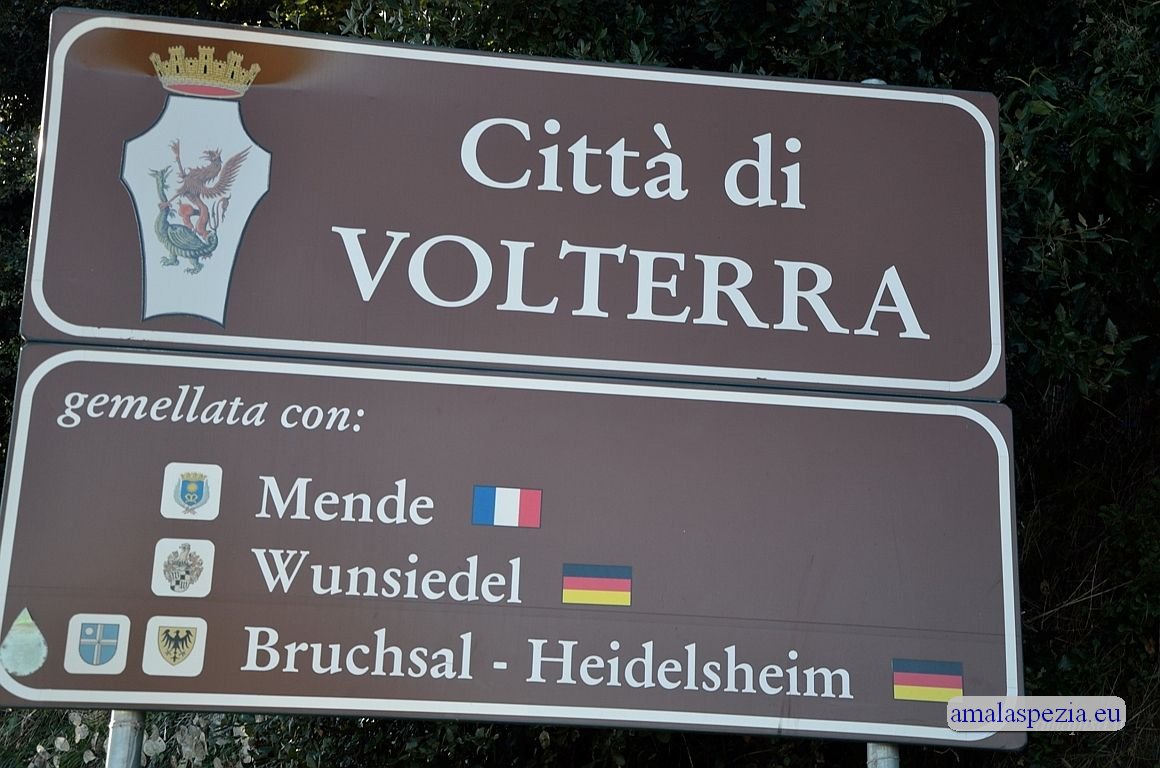 Città di
VOLTERRA
gemellata con:
Mende
Wunsiedel
Bruchsal - Heidelsheim
amalaspezia.eu